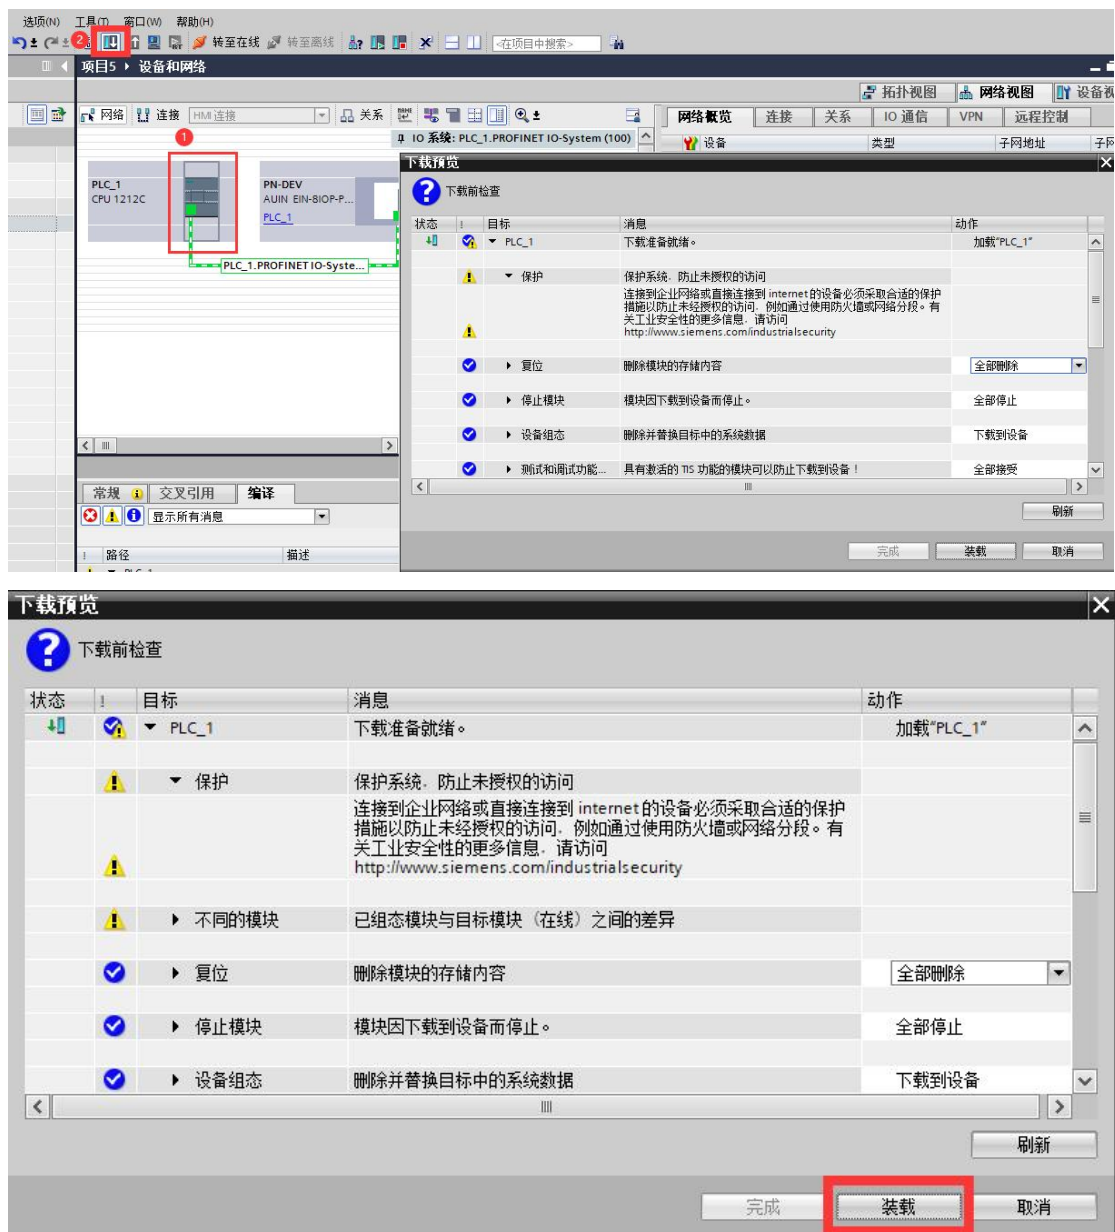 选项(N) 工具(T) 窗口(W) 帮助(H)
2 转至在线 转至离线 <在项目中搜索>
项目5 ▸ 设备和网络
拓扑视图 网络视图 设备视
网络 连接 HMI连接 关系 网络概览 连接 关系 IO 通信 VPN 远程控制
1 IO 系统: PLC_1.PROFINET IO-System (100) 设备 类型 子网地址 子网
PLC_1
CPU 1212C
PN-DEV
AUIN EIN-8IOP-P...
PLC_1
PLC_1.PROFINET IO-Syste...
常规 交叉引用 编译
显示所有消息
! 路径 描述
下载预览
下载前检查
状态 ! 目标 消息 动作
PLC_1 下载准备就绪。 加载“PLC_1”
保护 保护系统，防止未授权的访问
连接到企业网络或直接连接到 internet 的设备必须采取合适的保护
措施以防止未经授权的访问，例如通过使用防火墙或网络分段。有
关工业安全性的更多信息，请访问
http://www.siemens.com/industrialsecurity
复位 删除模块的存储内容 全部删除
停止模块 模块因下载到设备而停止。 全部停止
设备组态 删除并替换目标中的系统数据 下载到设备
测试和调试功能... 具有激活的 TIS 功能的模块可以防止下载到设备！ 全部接受
刷新
完成 装载 取消
下载预览
下载前检查
状态 ! 目标 消息 动作
PLC_1 下载准备就绪。 加载“PLC_1”
保护 保护系统，防止未授权的访问
连接到企业网络或直接连接到 internet 的设备必须采取合适的保护
措施以防止未经授权的访问，例如通过使用防火墙或网络分段。有
关工业安全性的更多信息，请访问
http://www.siemens.com/industrialsecurity
不同的模块 已组态模块与目标模块（在线）之间的差异
复位 删除模块的存储内容 全部删除
停止模块 模块因下载到设备而停止。 全部停止
设备组态 删除并替换目标中的系统数据 下载到设备
刷新
完成 装载 取消